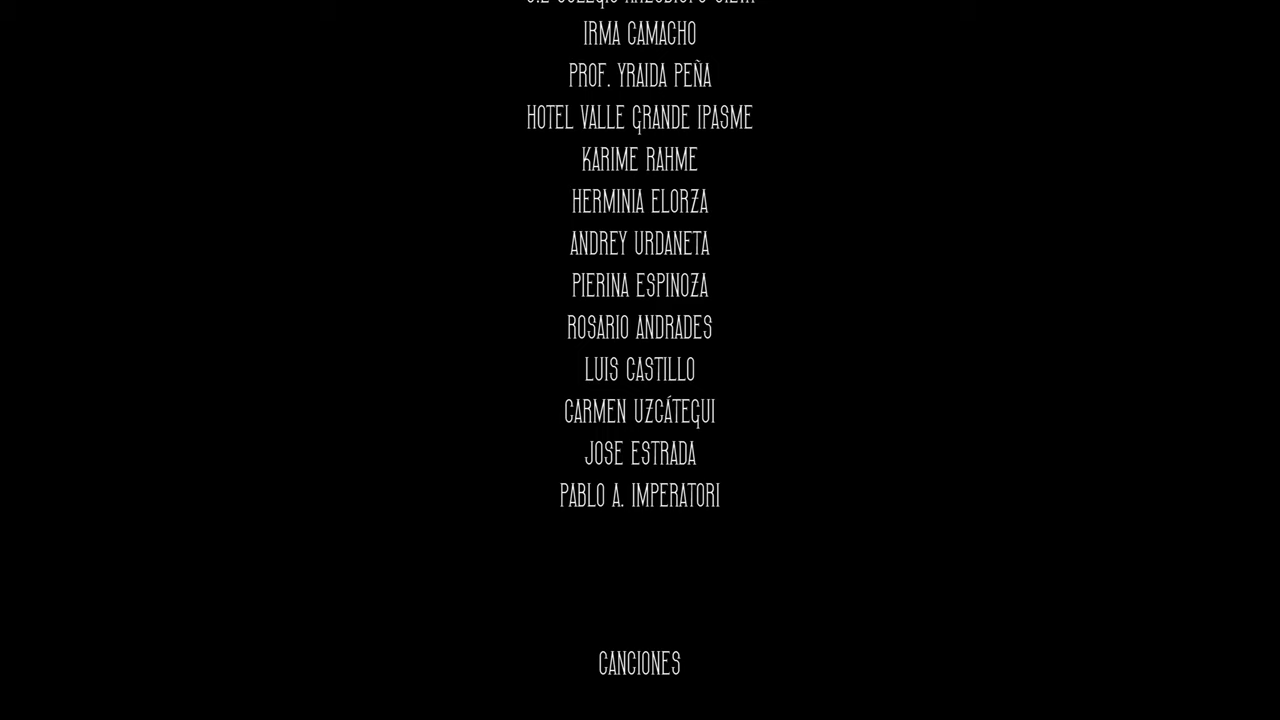 IRMA CAMACHO
PROF. YRAIDA PEÑA
HOTEL VALLE GRANDE IPASME
KARIME RAHME
HERMINIA ELORZA
ANDREY URDANETA
PIERINA ESPINOZA
ROSARIO ANDRADES
LUIS CASTILLO
CARMEN UZCÁTEGUI
JOSE ESTRADA
PABLO A. IMPERATORI
CANCIONES